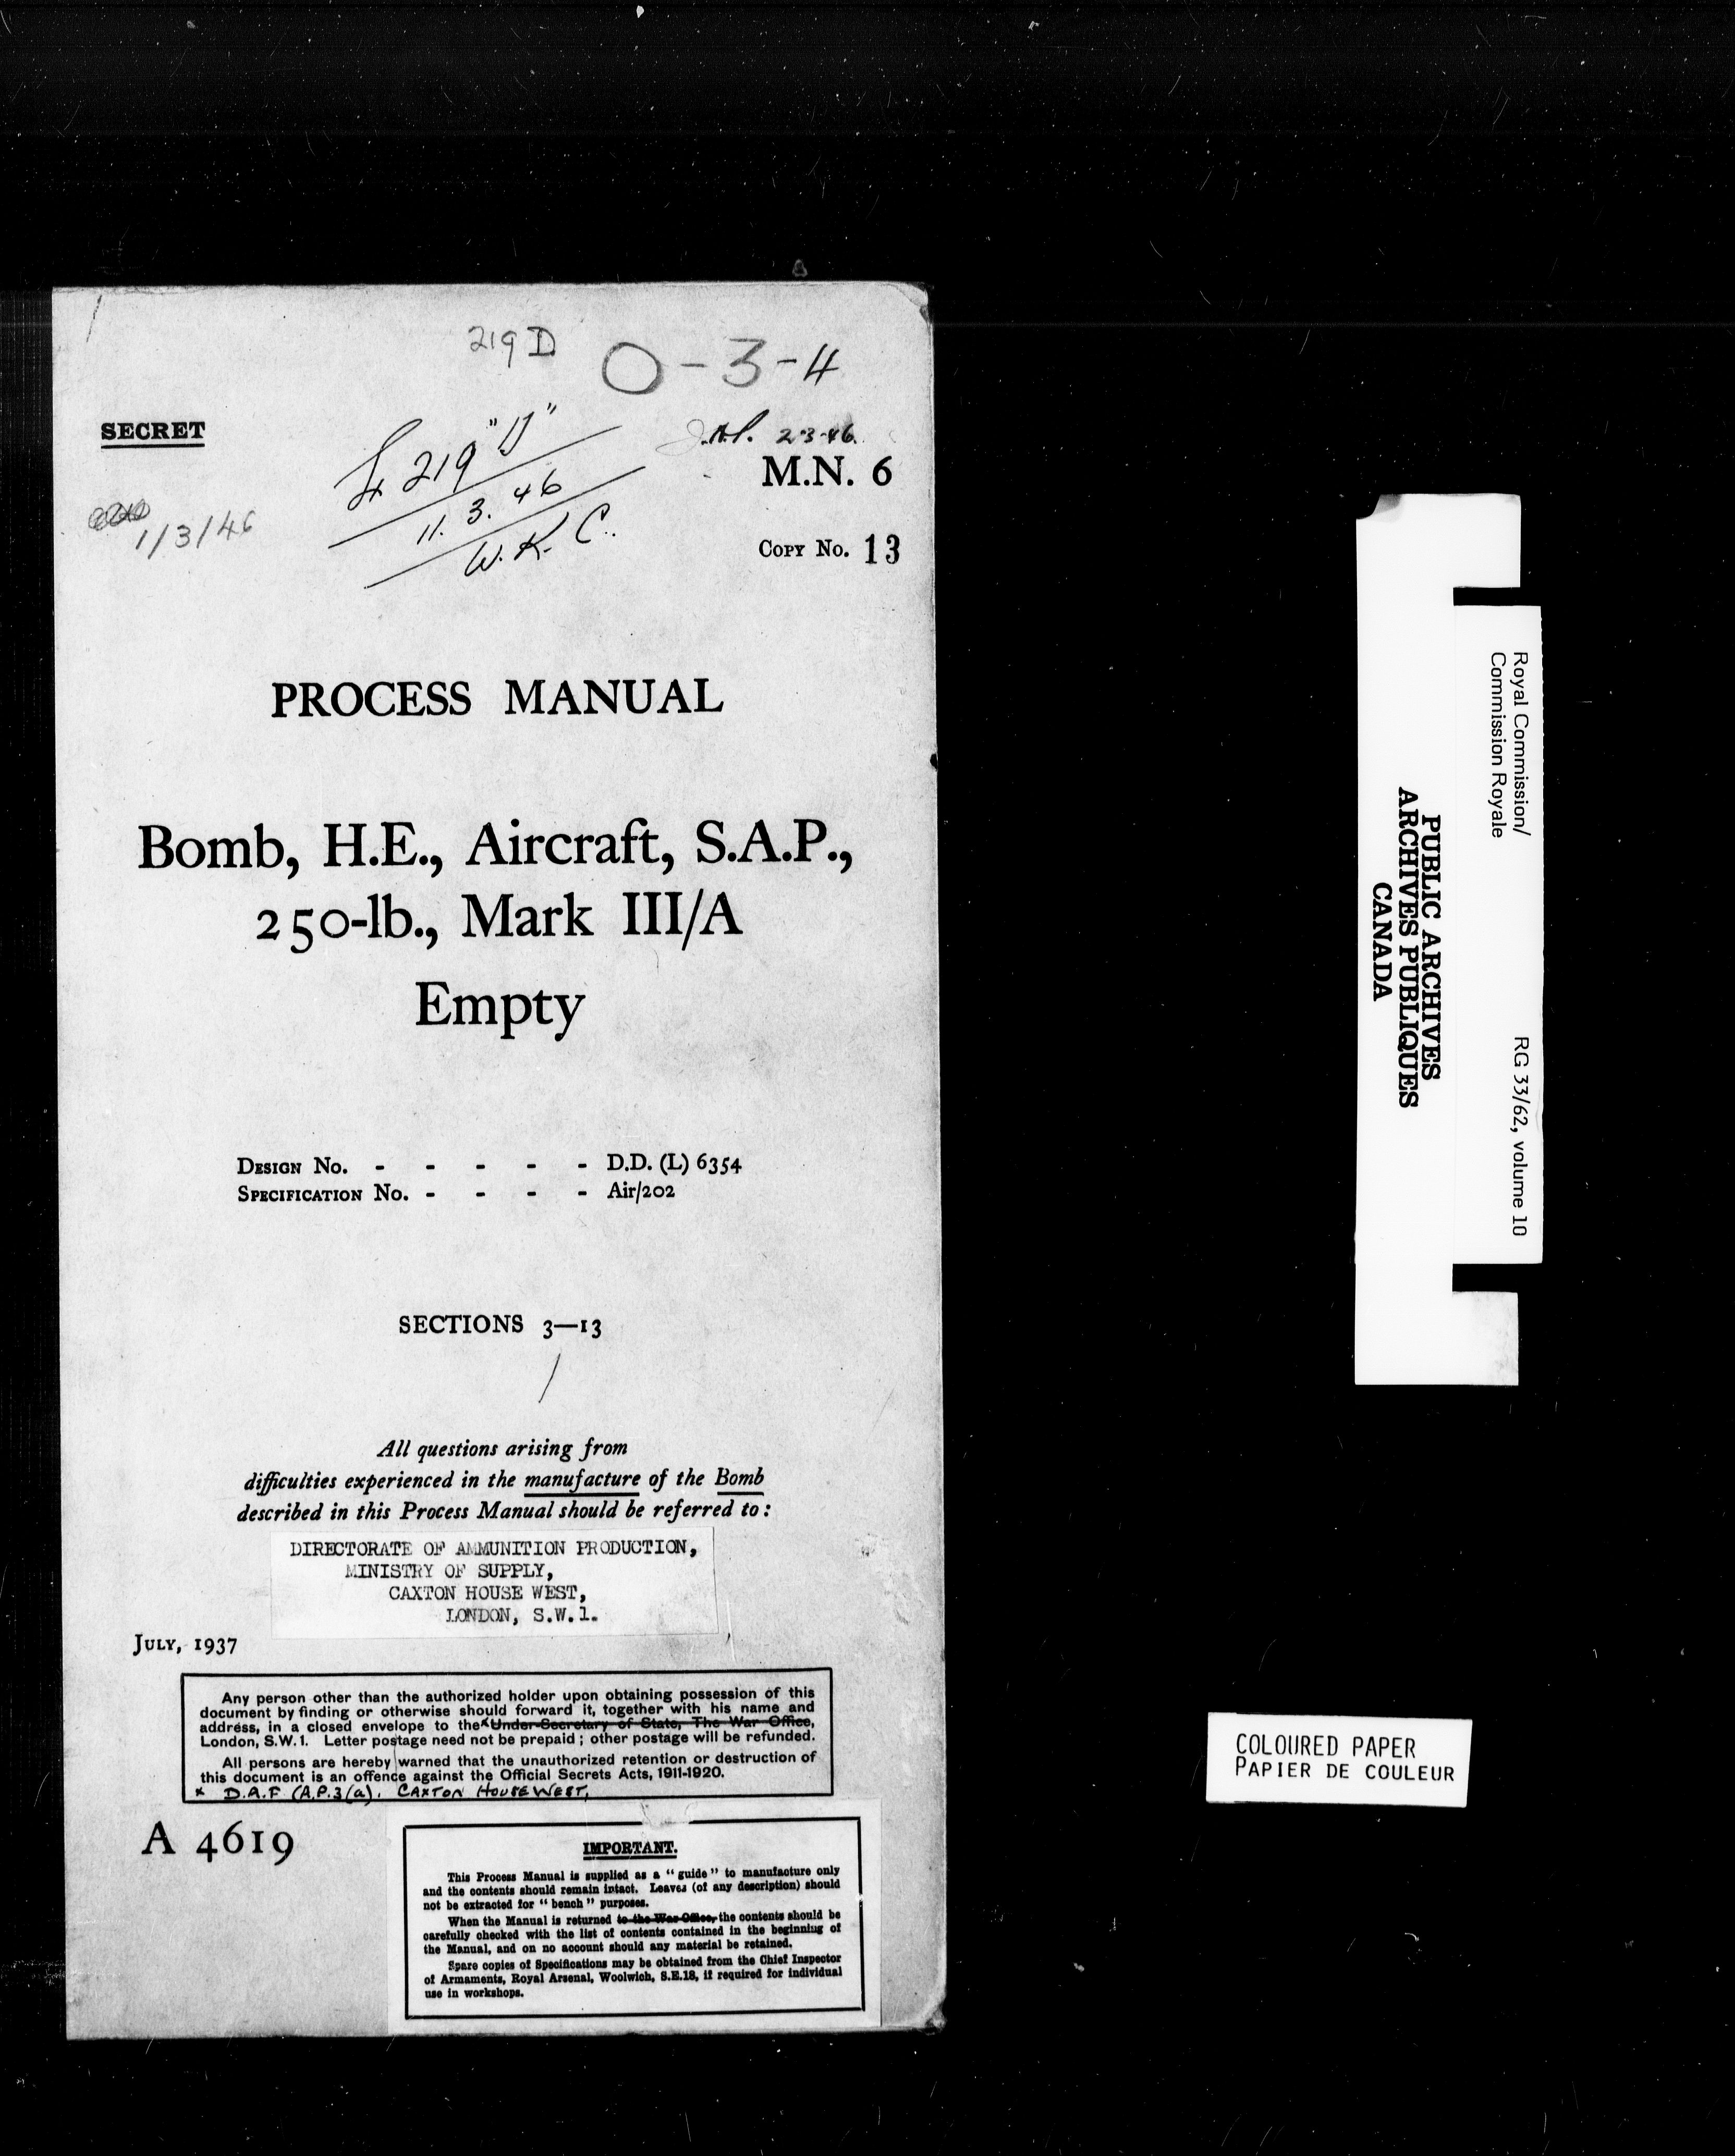 219 D
O-3-4
SECRET
219 "D"
11. 3. 46
W. K. C.
2.3.46.
M.N. 6
1/3/46
COPY No. 13
PROCESS MANUAL
Bomb, H.E., Aircraft, S.A.P.,
250-lb., Mark III/A
Empty
DESIGN No. - - - - - D.D. (L) 6354
SPECIFICATION No. - - - - Air/202
SECTIONS 3—13
All questions arising from
difficulties experienced in the manufacture of the Bomb
described in this Process Manual should be referred to :
DIRECTORATE OF AMMUNITION PRODUCTION,
MINISTRY OF SUPPLY,
CAXTON HOUSE WEST,
LONDON, S.W.1.
JULY, 1937
Any person other than the authorized holder upon obtaining possession of this
document by finding or otherwise should forward it, together with his name and
address, in a closed envelope to the * Under-Secretary of State, The War Office,
London, S.W.1. Letter postage need not be prepaid ; other postage will be refunded.
All persons are hereby warned that the unauthorized retention or destruction of
this document is an offence against the Official Secrets Acts, 1911-1920.
* D.A.F (A.P.3(a). CAXTON HOUSE WEST,
A 4619
IMPORTANT.
This Process Manual is supplied as a " guide " to manufacture only
and the contents should remain intact. Leaves (of any description) should
not be extracted for " bench " purposes.
When the Manual is returned to the War Office, the contents should be
carefully checked with the list of contents contained in the beginning of
the Manual, and on no account should any material be retained.
Spare copies of Specifications may be obtained from the Chief Inspector
of Armaments, Royal Arsenal, Woolwich, S.E.18, if required for individual
use in workshops.
Royal Commission/
Commission Royale
RG 33/62, volume 10
PUBLIC ARCHIVES
ARCHIVES PUBLIQUES
CANADA
COLOURED PAPER
PAPIER DE COULEUR